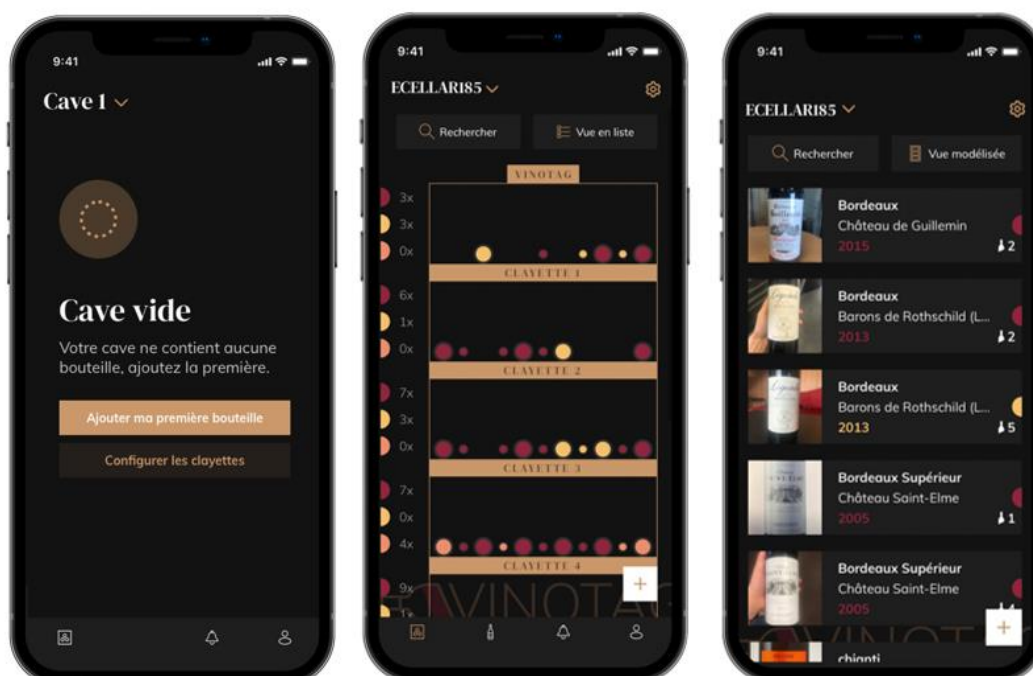 9:41
Cave 1
Cave vide
Votre cave ne contient aucune
bouteille, ajoutez la première.
Ajouter ma première bouteille
Configurer les clayettes
9:41
ECELLAR185
Rechercher
Vue en liste
VINOTAG
3x
3x
0x
CLAYETTE 1
6x
1x
0x
CLAYETTE 2
7x
3x
0x
CLAYETTE 3
7x
0x
4x
CLAYETTE 4
9x
1x
VINOTAG
+
9:41
ECELLAR185
Rechercher
Vue modélisée
Bordeaux
Château de Guillemin
2015
2
Bordeaux
Barons de Rothschild (L...
2013
2
Bordeaux
Barons de Rothschild (L...
2013
5
Bordeaux Supérieur
Château Saint-Elme
2005
1
Bordeaux Supérieur
Château Saint-Elme
2005
+
chianti